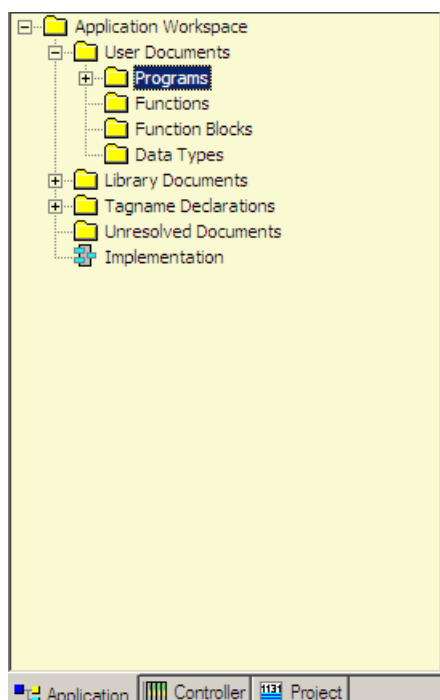 Application Workspace
User Documents
Programs
Functions
Function Blocks
Data Types
Library Documents
Tagname Declarations
Unresolved Documents
Implementation
Application Controller 1131 Project